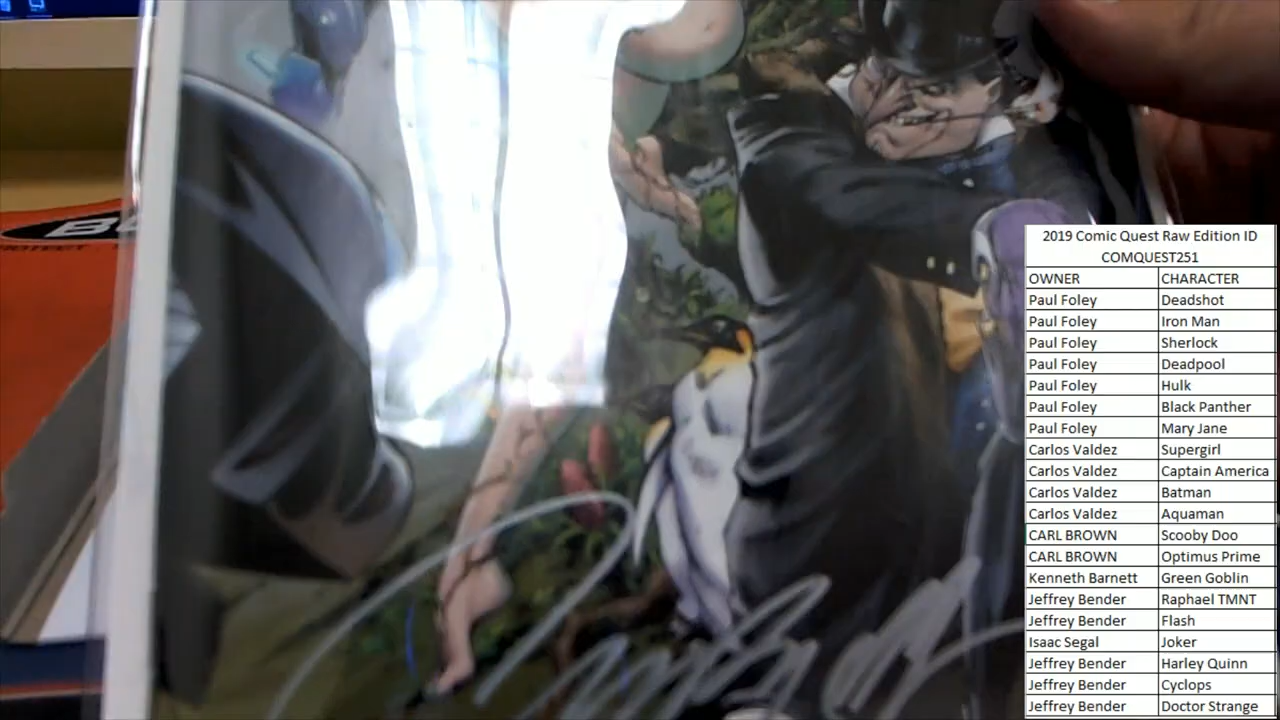 2019 Comic Quest Raw Edition ID
COMQUEST251
OWNER CHARACTER
Paul Foley Deadshot
Paul Foley Iron Man
Paul Foley Sherlock
Paul Foley Deadpool
Paul Foley Hulk
Paul Foley Black Panther
Paul Foley Mary Jane
Carlos Valdez Supergirl
Carlos Valdez Captain America
Carlos Valdez Batman
Carlos Valdez Aquaman
CARL BROWN Scooby Doo
CARL BROWN Optimus Prime
Kenneth Barnett Green Goblin
Jeffrey Bender Raphael TMNT
Jeffrey Bender Flash
Isaac Segal Joker
Jeffrey Bender Harley Quinn
Jeffrey Bender Cyclops
Jeffrey Bender Doctor Strange